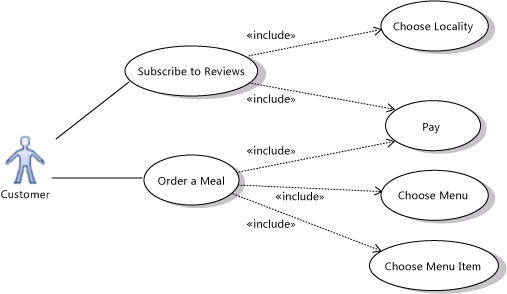 Choose Locality
«include»
Subscribe to Reviews
«include»
Pay
«include»
Customer
Order a Meal
Choose Menu
«include»
«include»
Choose Menu Item